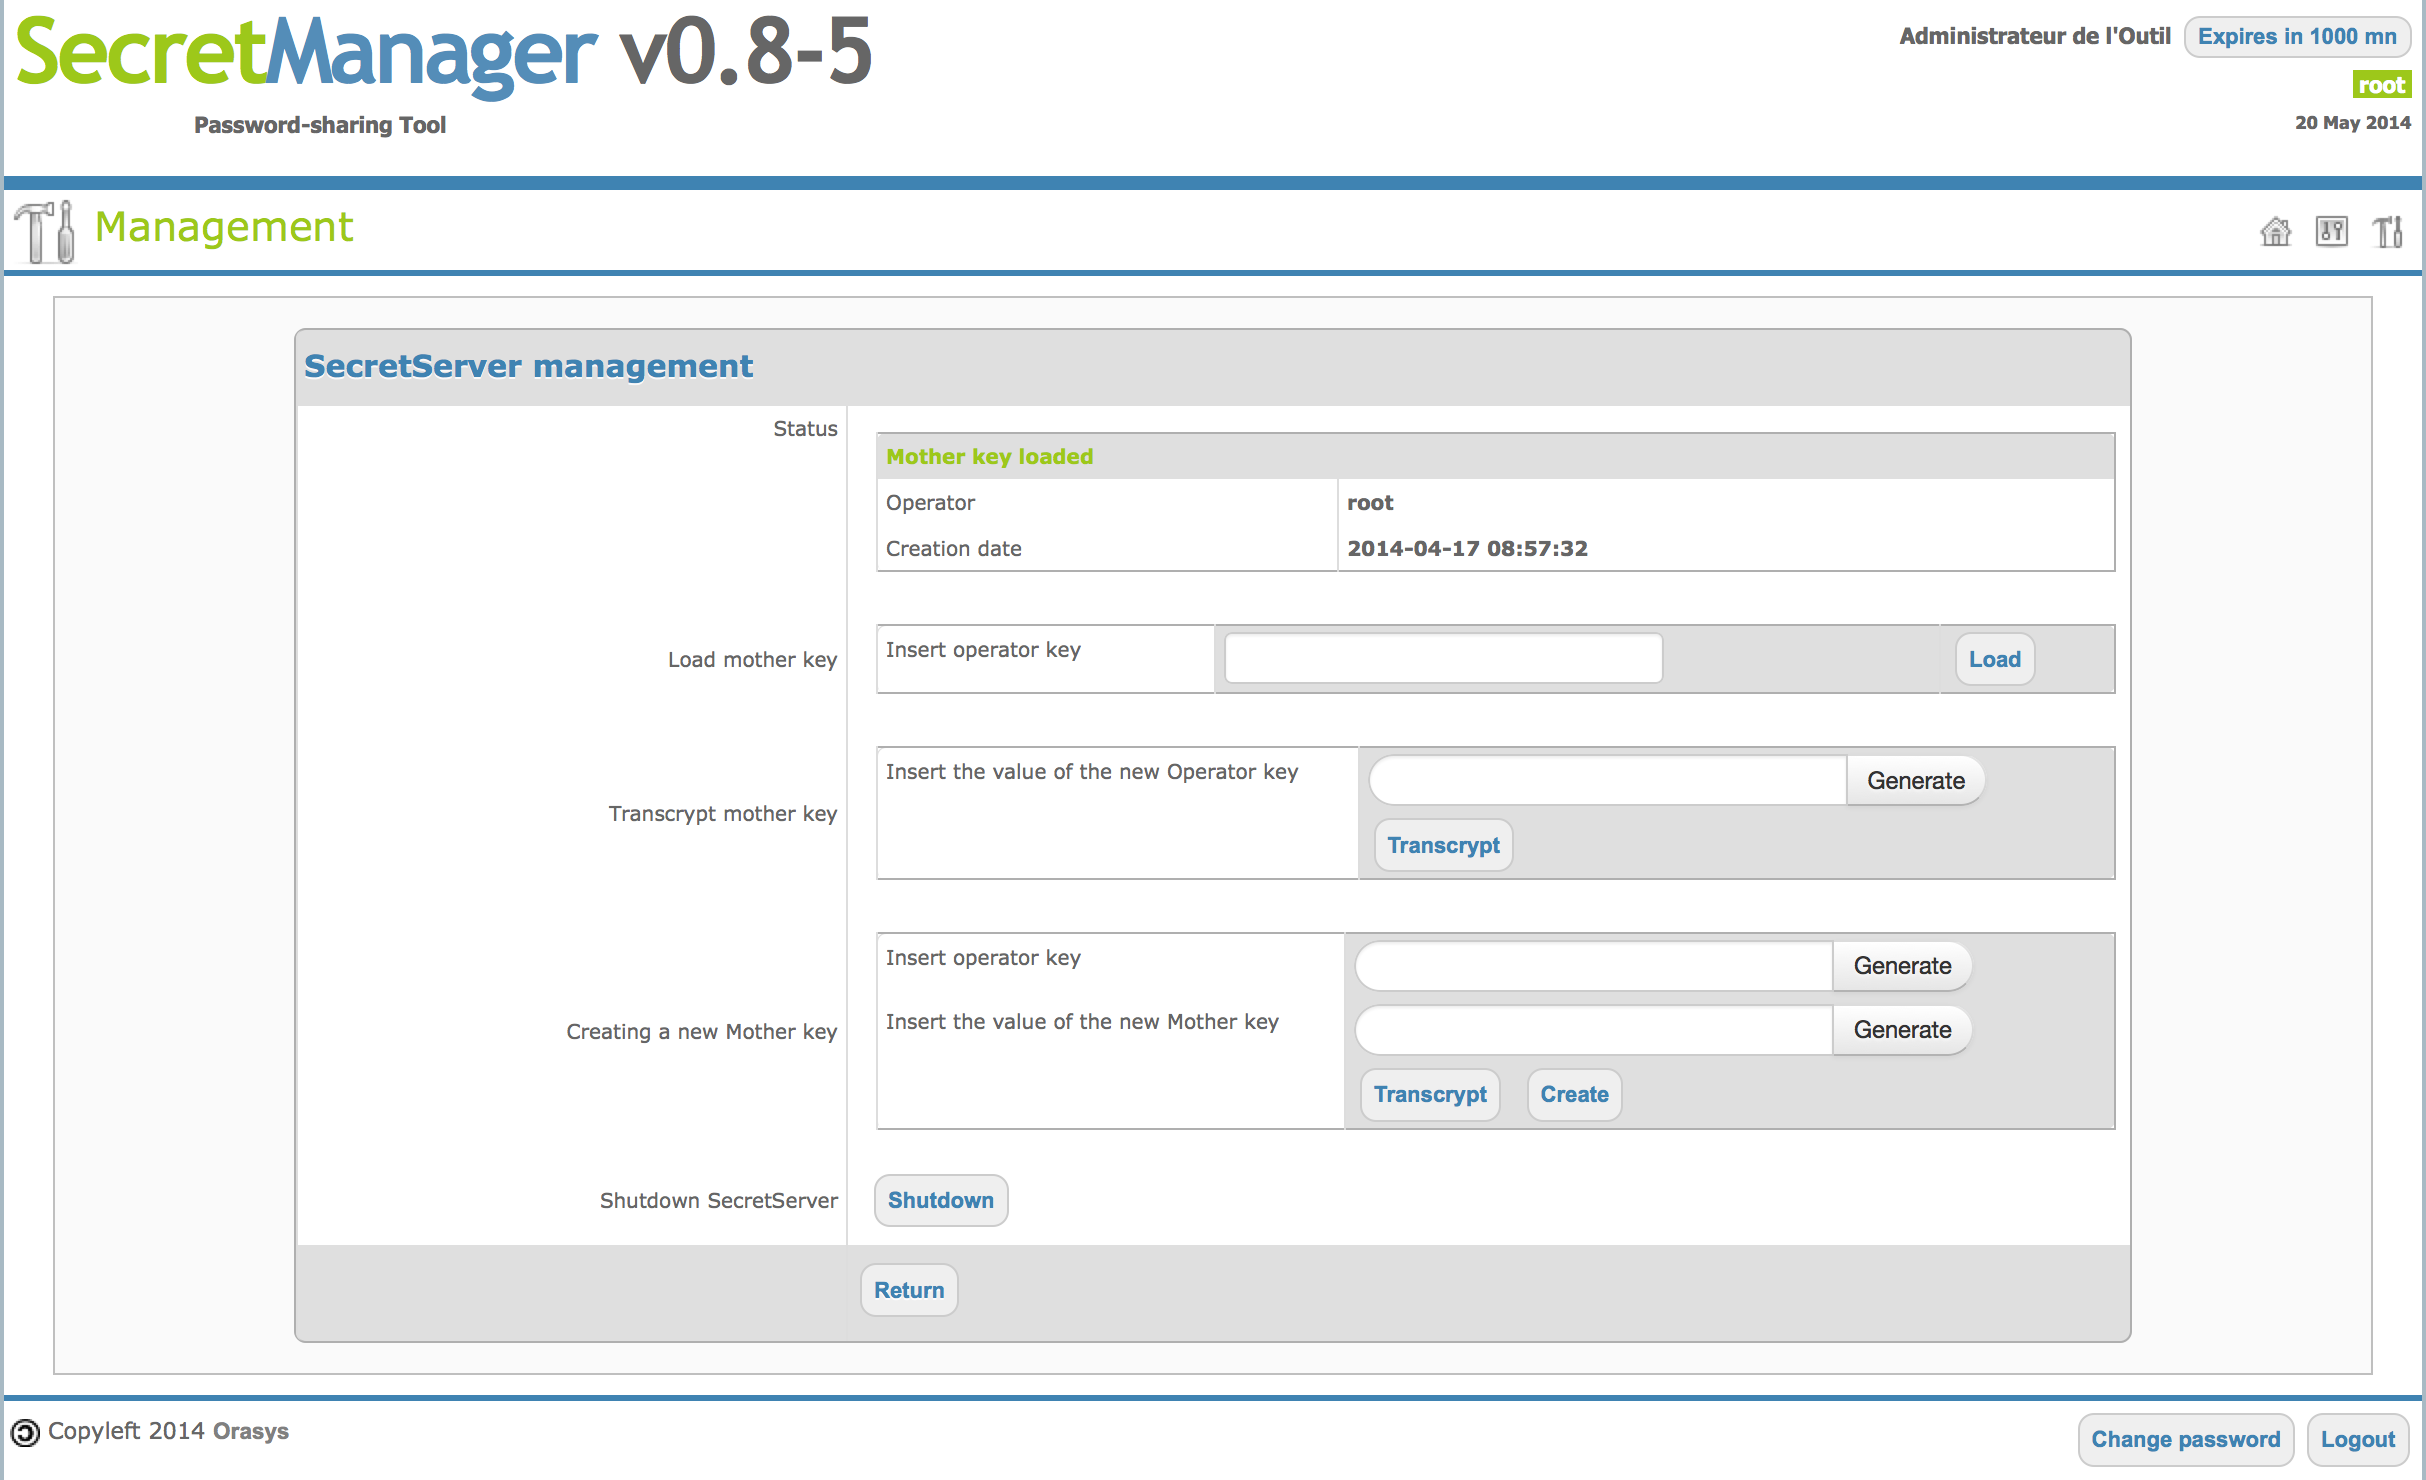 SecretManager v0.8-5
Administrateur de l'Outil Expires in 1000 mn
root
Password-sharing Tool
20 May 2014
Management
SecretServer management
Status
Mother key loaded
Operator root
Creation date 2014-04-17 08:57:32
Load mother key Insert operator key Load
Insert the value of the new Operator key Generate
Transcrypt mother key
Transcrypt
Insert operator key Generate
Creating a new Mother key Insert the value of the new Mother key Generate
Transcrypt Create
Shutdown SecretServer Shutdown
Return
Copyleft 2014 Orasys
Change password Logout